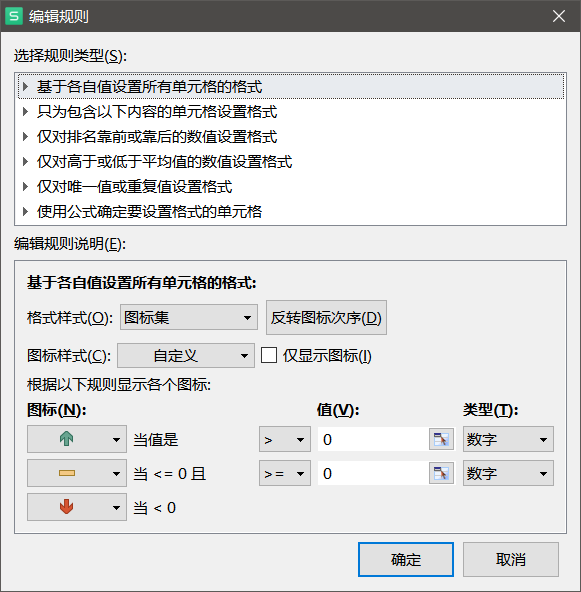 S 编辑规则
选择规则类型(S):
基于各自值设置所有单元格的格式
只为包含以下内容的单元格设置格式
仅对排名靠前或靠后的数值设置格式
仅对高于或低于平均值的数值设置格式
仅对唯一值或重复值设置格式
使用公式确定要设置格式的单元格
编辑规则说明(E):
基于各自值设置所有单元格的格式:
格式样式(O): 图标集 反转图标次序(D)
图标样式(C): 自定义 仅显示图标(I)
根据以下规则显示各个图标:
图标(N): 值(V): 类型(T):
当值是 > 0 数字
当 <= 0 且 >= 0 数字
当 < 0
确定 取消